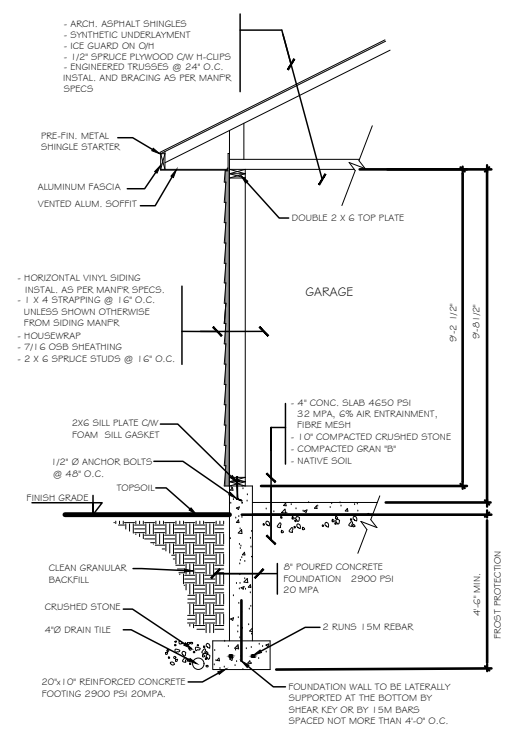 - ARCH. ASPHALT SHINGLES
- SYNTHETIC UNDERLAYMENT
- ICE GUARD ON O/H
- 1/2" SPRUCE PLYWOOD C/W H-CLIPS
- ENGINEERED TRUSSES @ 24" O.C.
INSTAL. AND BRACING AS PER MANF'R
SPECS
PRE-FIN. METAL
SHINGLE STARTER
ALUMINUM FASCIA
VENTED ALUM. SOFFIT
DOUBLE 2 X 6 TOP PLATE
- HORIZONTAL VINYL SIDING
INSTAL. AS PER MANF'R SPECS.
- 1 X 4 STRAPPING @ 16" O.C.
UNLESS SHOWN OTHERWISE
FROM SIDING MANF'R
- HOUSEWRAP
- 7/16 OSB SHEATHING
- 2 X 6 SPRUCE STUDS @ 16" O.C.
GARAGE
9'-2 1/2"
9'-8 1/2"
- 4" CONC. SLAB 4650 PSI
32 MPA, 6% AIR ENTRAINMENT,
FIBRE MESH
- 10" COMPACTED CRUSHED STONE
- COMPACTED GRAN "B"
- NATIVE SOIL
2X6 SILL PLATE C/W
FOAM SILL GASKET
1/2" Ø ANCHOR BOLTS
@ 48" O.C.
TOPSOIL
FINISH GRADE
CLEAN GRANULAR
BACKFILL
8" POURED CONCRETE
FOUNDATION 2900 PSI
20 MPA
4'-6" MIN.
FROST PROTECTION
CRUSHED STONE
4"Ø DRAIN TILE
2 RUNS 15M REBAR
20"x10" REINFORCED CONCRETE
FOOTING 2900 PSI 20MPA.
FOUNDATION WALL TO BE LATERALLY
SUPPORTED AT THE BOTTOM BY
SHEAR KEY OR BY 15M BARS
SPACED NOT MORE THAN 4'-0" O.C.